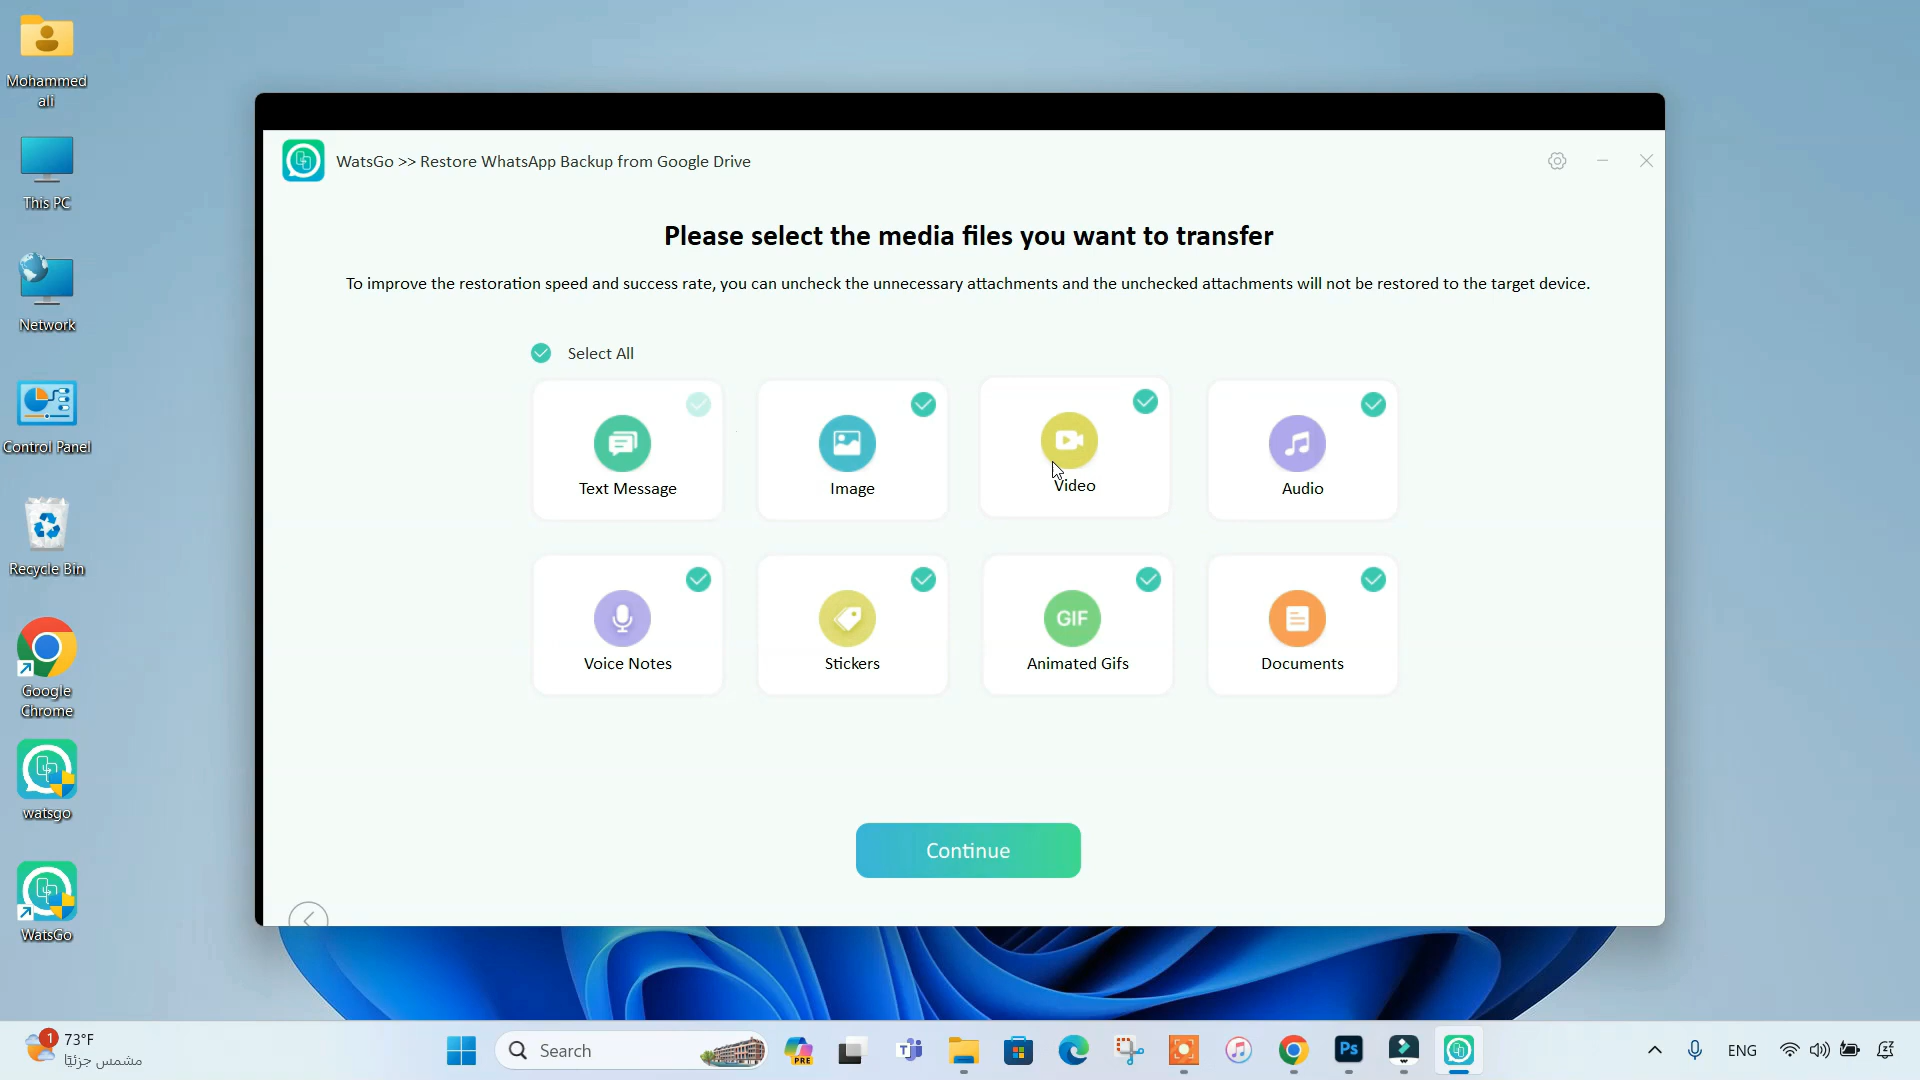 Mohammed
ali
This PC
Network
Control Panel
Recycle Bin
Google
Chrome
watsgo
WatsGo
WatsGo >> Restore WhatsApp Backup from Google Drive
Please select the media files you want to transfer
To improve the restoration speed and success rate, you can uncheck the unnecessary attachments and the unchecked attachments will not be restored to the target device.
Select All
Text Message
Image
Video
Audio
GIF
Voice Notes
Stickers
Animated Gifs
Documents
Continue
1
73°F
مشمس جزئيًا
Search
PRE
Ps
ENG